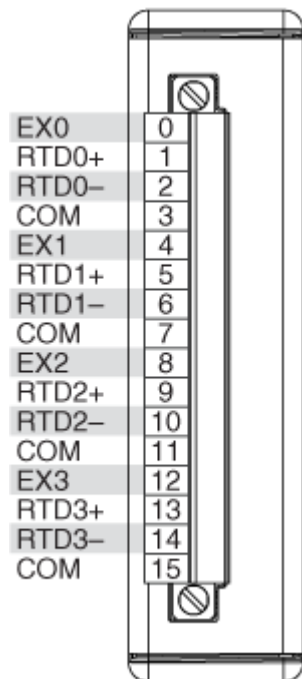 EX0 0
RTD0+ 1
RTD0– 2
COM 3
EX1 4
RTD1+ 5
RTD1– 6
COM 7
EX2 8
RTD2+ 9
RTD2– 10
COM 11
EX3 12
RTD3+ 13
RTD3– 14
COM 15